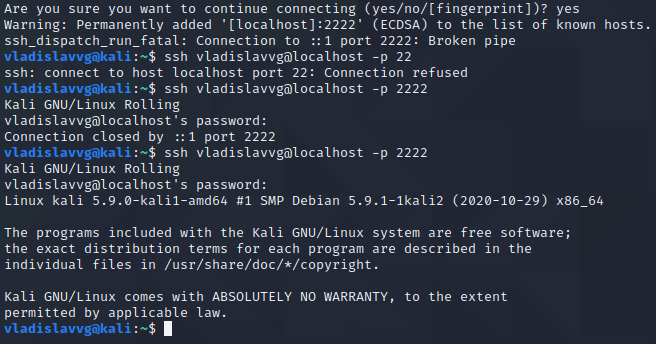 Are you sure you want to continue connecting (yes/no/[fingerprint])? yes
Warning: Permanently added '[localhost]:2222' (ECDSA) to the list of known hosts.
ssh_dispatch_run_fatal: Connection to ::1 port 2222: Broken pipe
vladislavvg@kali:~$ ssh vladislavvg@localhost -p 22
ssh: connect to host localhost port 22: Connection refused
vladislavvg@kali:~$ ssh vladislavvg@localhost -p 2222
Kali GNU/Linux Rolling
vladislavvg@localhost's password:
Connection closed by ::1 port 2222
vladislavvg@kali:~$ ssh vladislavvg@localhost -p 2222
Kali GNU/Linux Rolling
vladislavvg@localhost's password:
Linux kali 5.9.0-kali1-amd64 #1 SMP Debian 5.9.1-1kali2 (2020-10-29) x86_64

The programs included with the Kali GNU/Linux system are free software;
the exact distribution terms for each program are described in the
individual files in /usr/share/doc/*/copyright.

Kali GNU/Linux comes with ABSOLUTELY NO WARRANTY, to the extent
permitted by applicable law.
vladislavvg@kali:~$